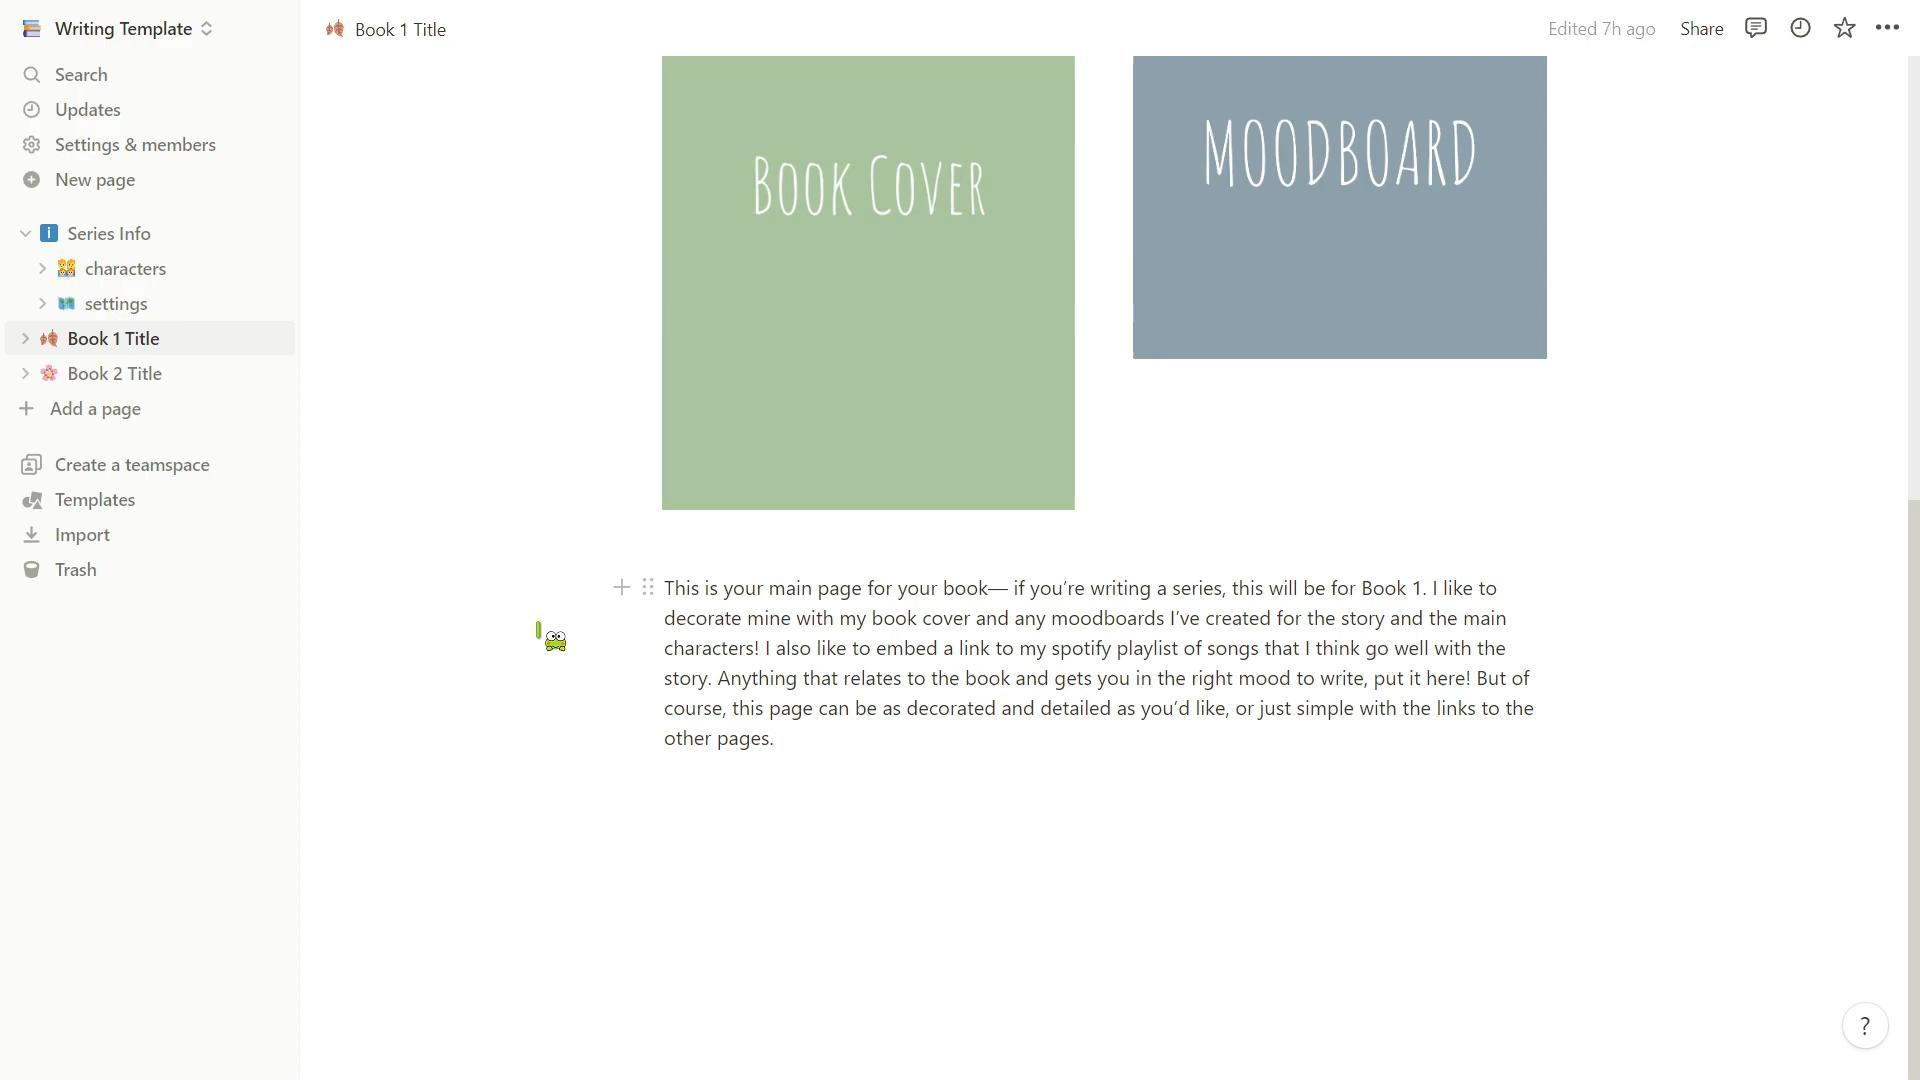 Writing Template
Book 1 Title
Edited 7h ago
Share
Search
Updates
Settings & members
New page
Series Info
characters
settings
Book 1 Title
Book 2 Title
Add a page
Create a teamspace
Templates
Import
Trash
Book Cover
MOODBOARD
This is your main page for your book— if you’re writing a series, this will be for Book 1. I like to
decorate mine with my book cover and any moodboards I’ve created for the story and the main
characters! I also like to embed a link to my spotify playlist of songs that I think go well with the
story. Anything that relates to the book and gets you in the right mood to write, put it here! But of
course, this page can be as decorated and detailed as you’d like, or just simple with the links to the
other pages.
?